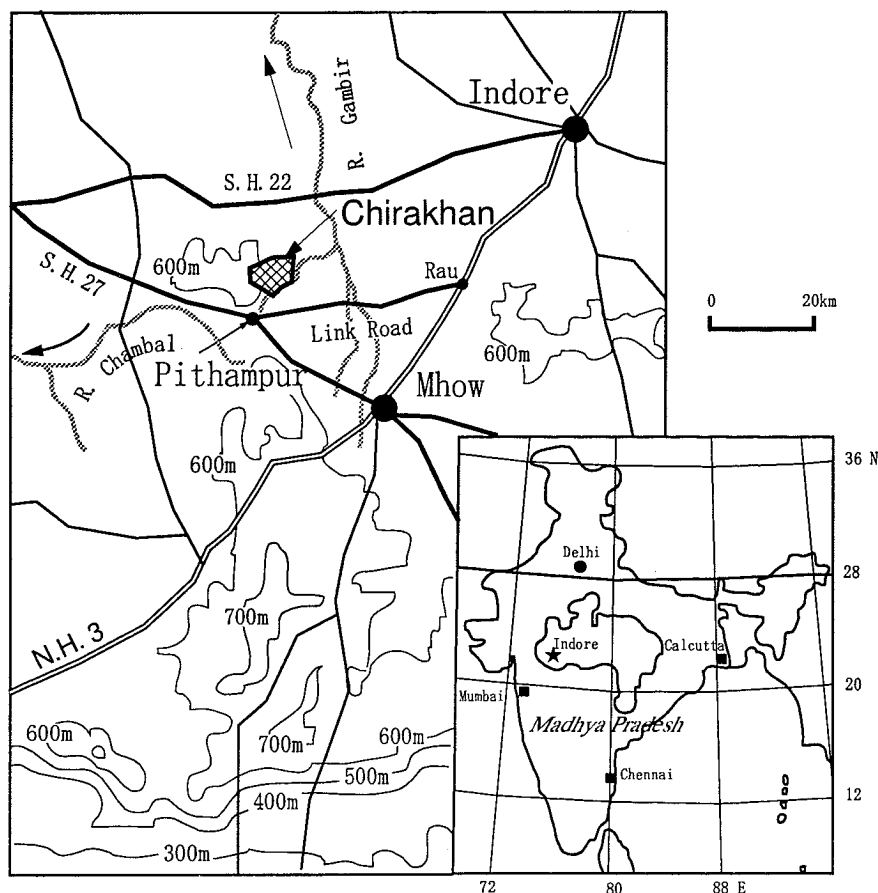 Indore
R. Gambir
S. H. 22
Chirakhan
S. H. 27
600m
Rau
0 20km
Link Road
R. Chambal
600m
Pithampur
Mhow
600m
700m
N.H. 3
600m
700m
600m
500m
400m
300m
36 N
Delhi
28
Indore
Calcutta
20
Mumbai
Madhya Pradesh
Chennai
12
72
80
88 E